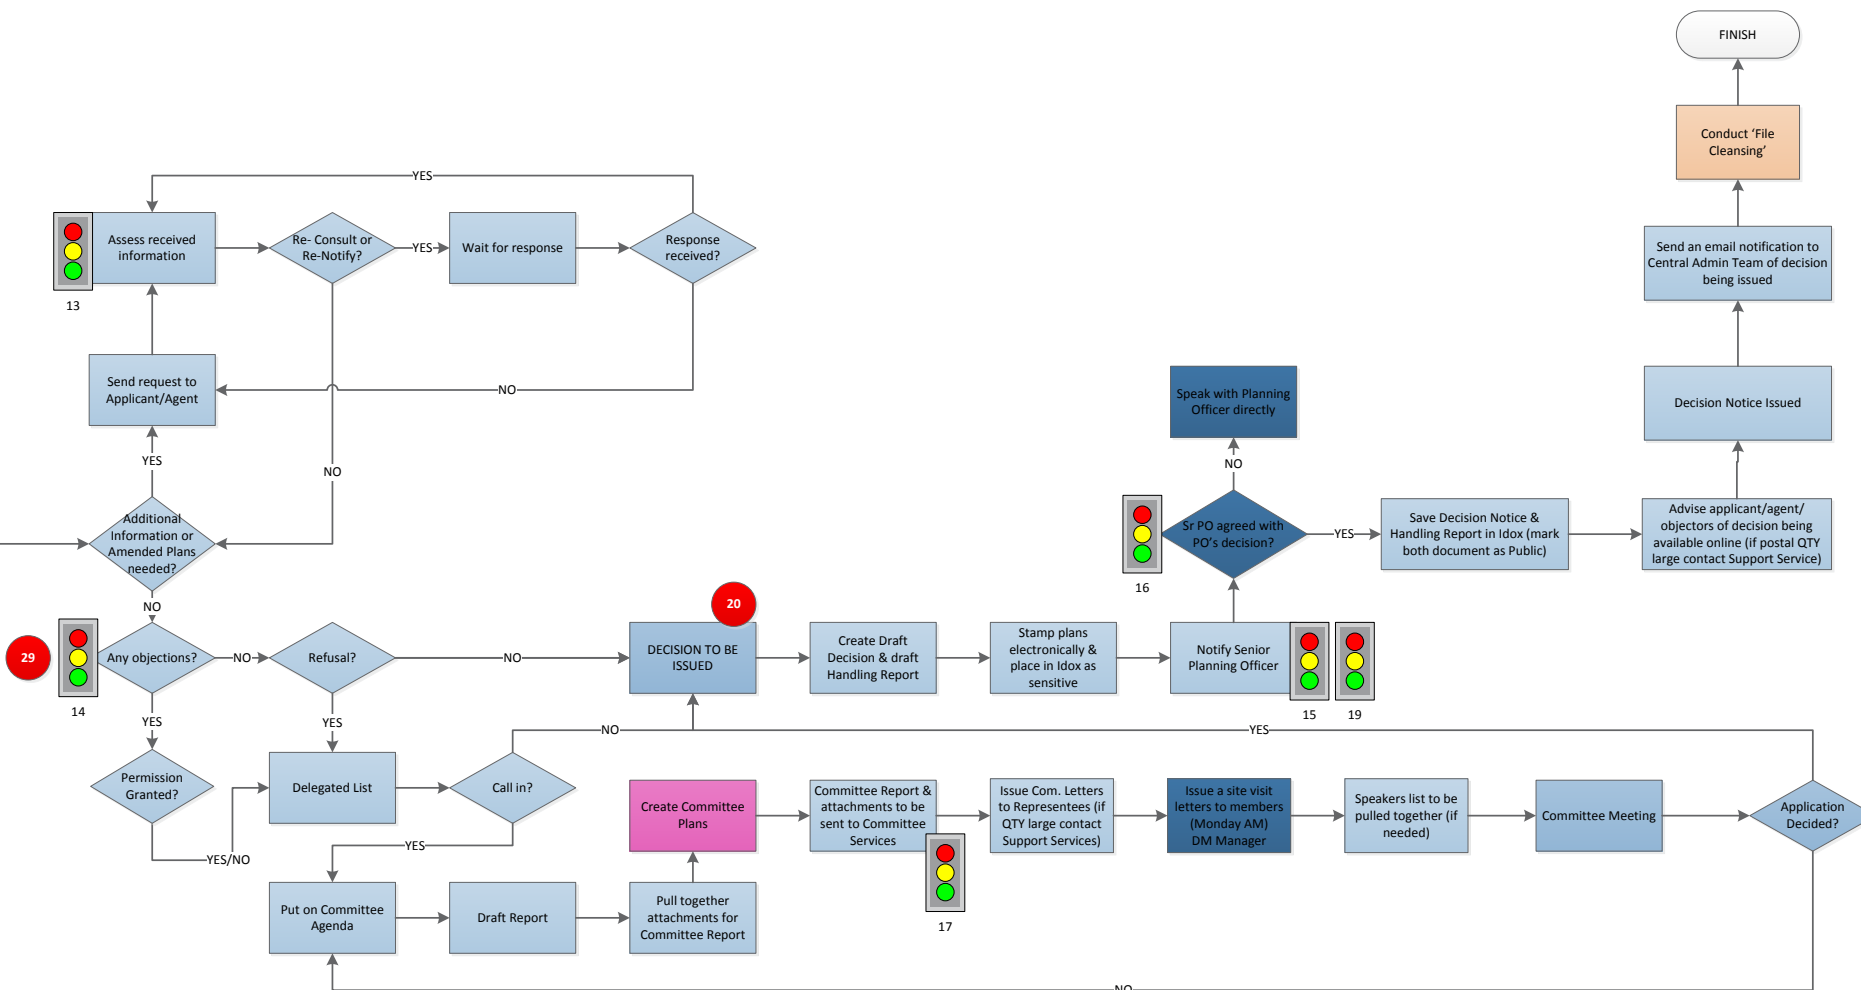 FINISH
Conduct ‘File
Cleansing’
Send an email notification to
Central Admin Team of decision
being issued
Decision Notice Issued
Advise applicant/agent/
objectors of decision being
available online (if postal QTY
large contact Support Service)
YES
Assess received
information
13
Re- Consult or
Re-Notify?
YES
Wait for response
Response
received?
Send request to
Applicant/Agent
NO
YES
NO
Additional
Information or
Amended Plans
needed?
NO
Speak with Planning
Officer directly
NO
Sr PO agreed with
PO's decision?
16
YES
Save Decision Notice &
Handling Report in Idox (mark
both document as Public)
29
14
Any objections?
NO
Refusal?
NO
20
DECISION TO BE
ISSUED
Create Draft
Decision & draft
Handling Report
Stamp plans
electronically &
place in Idox as
sensitive
Notify Senior
Planning Officer
15
19
YES
YES
NO
YES
Permission
Granted?
YES/NO
Delegated List
Call in?
YES
Create Committee
Plans
Committee Report &
attachments to be
sent to Committee
Services
17
Issue Com. Letters
to Representees (if
QTY large contact
Support Services)
Issue a site visit
letters to members
(Monday AM)
DM Manager
Speakers list to be
pulled together (if
needed)
Committee Meeting
Application
Decided?
Put on Committee
Agenda
Draft Report
Pull together
attachments for
Committee Report
NO